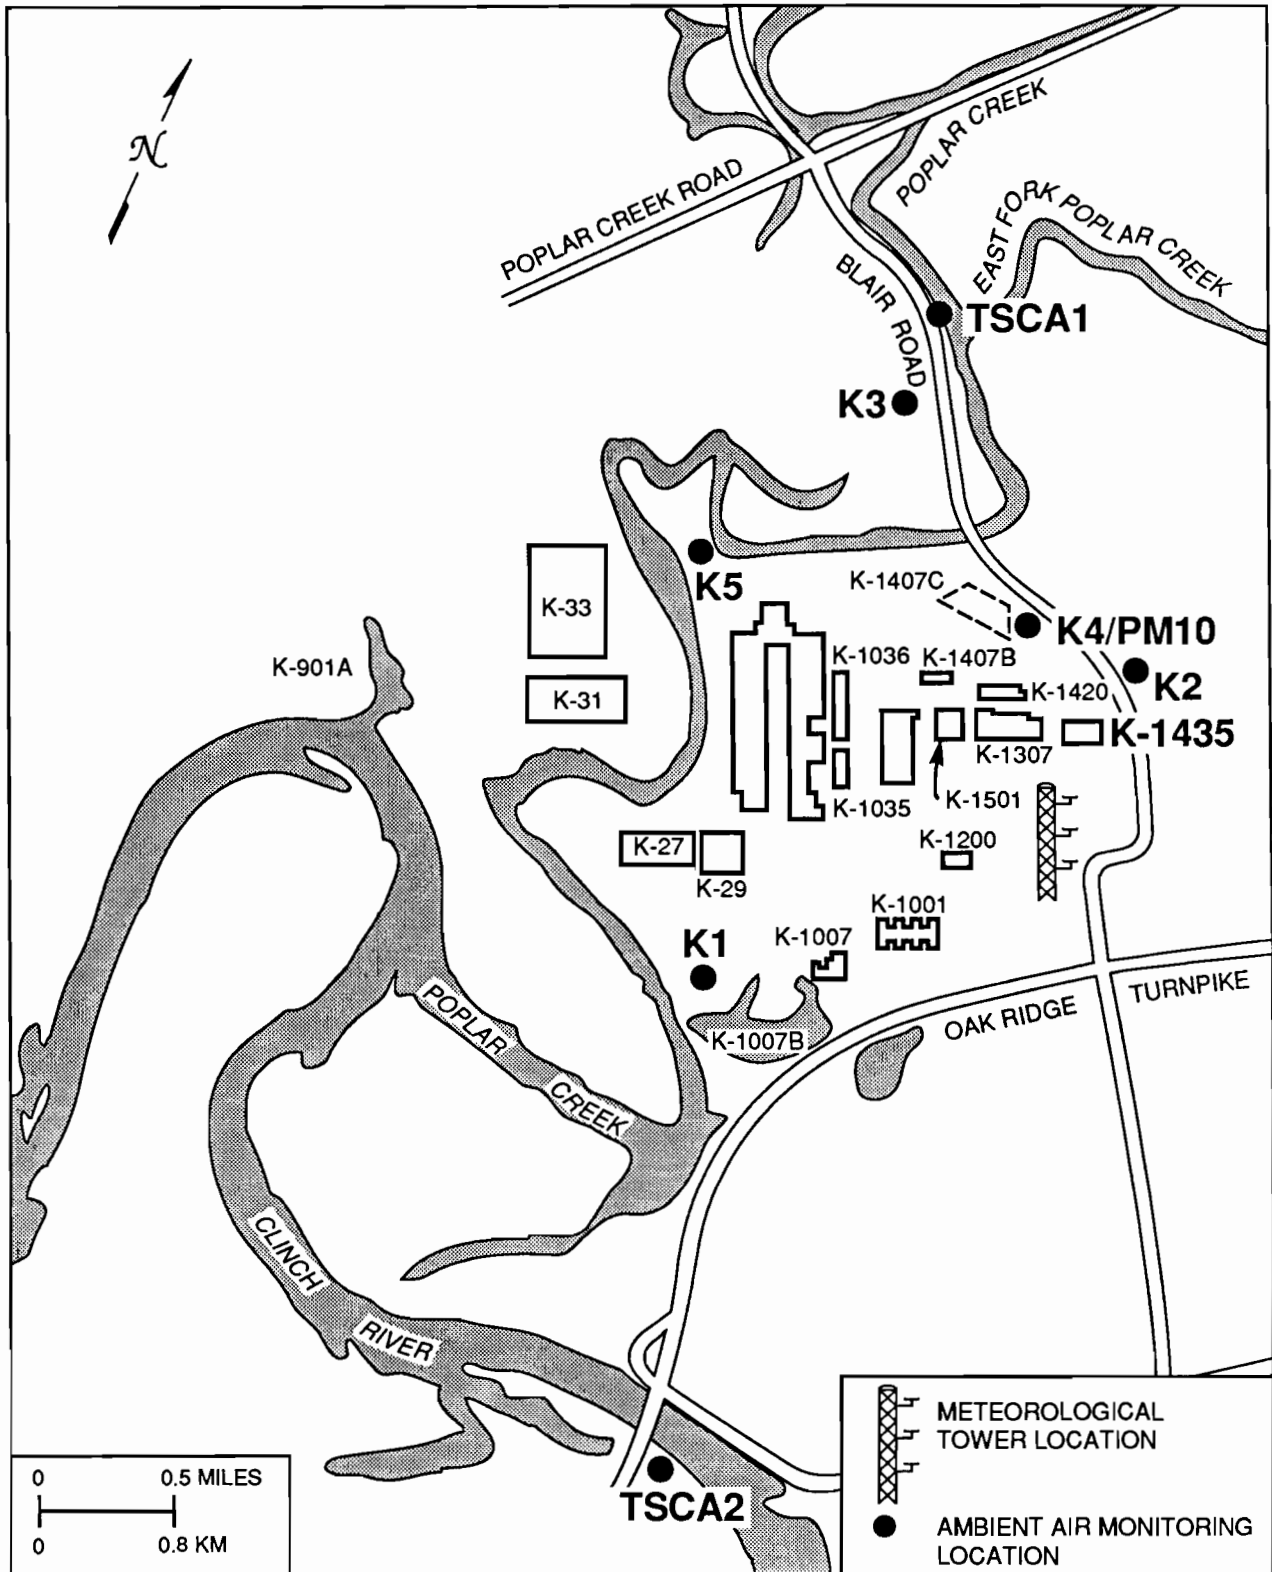 N
POPLAR CREEK ROAD
POPLAR CREEK
EAST FORK POPLAR CREEK
BLAIR ROAD
TSCA1
K3
K5
K-1407C
K4/PM10
K-33
K-901A
K-31
K-1036
K-1407B
K2
K-1420
K-1435
K-1307
K-1035
K-1501
K-27
K-1200
K-29
K-1001
K1
K-1007
K-1007B
OAK RIDGE TURNPIKE
POPLAR
CREEK
CLINCH
RIVER
TSCA2
0 0.5 MILES
0 0.8 KM
METEOROLOGICAL
TOWER LOCATION
AMBIENT AIR MONITORING
LOCATION